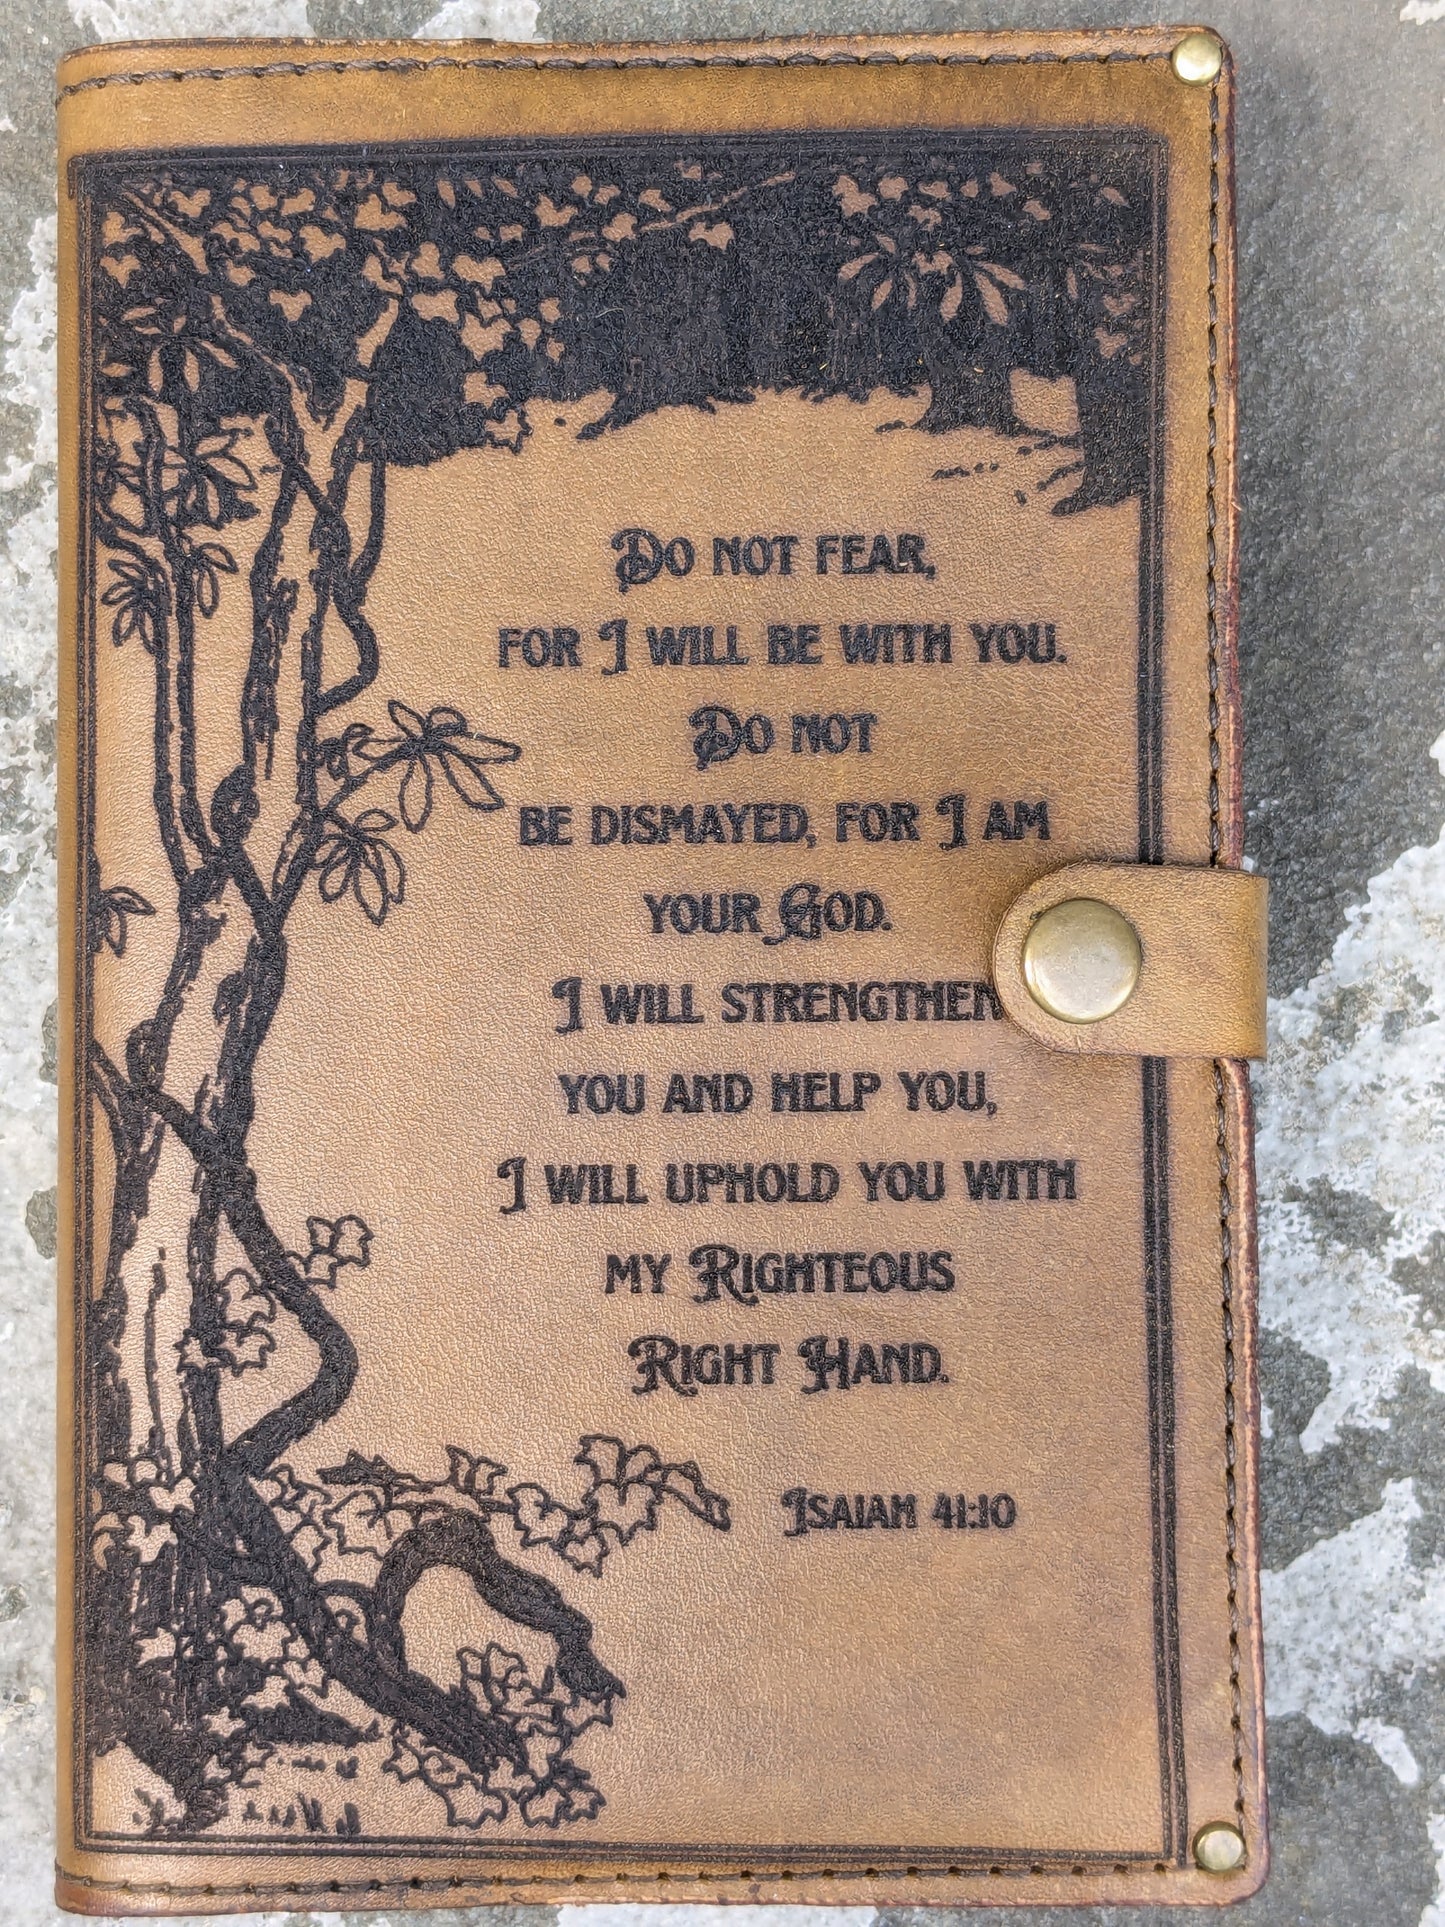 Do not fear,
for I will be with you.
Do not
be dismayed, for I am
your God.
I will strengthen
you and help you,
I will uphold you with
my Righteous
Right Hand.
Isaiah 41:10